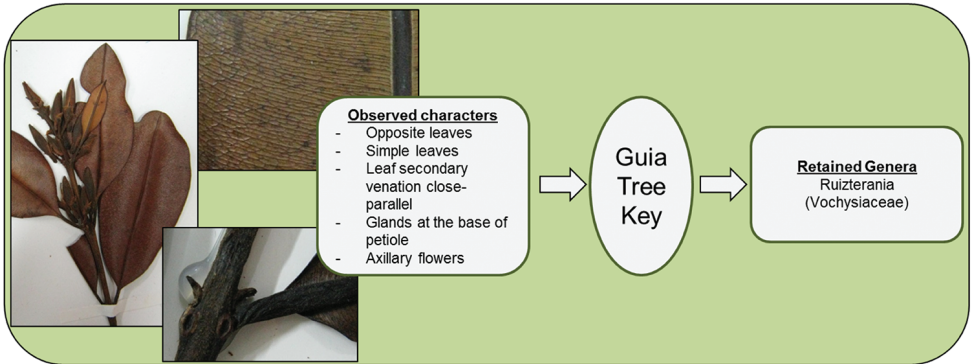 Observed characters
- Opposite leaves
- Simple leaves
- Leaf secondary
venation close-
parallel
- Glands at the base of
petiole
- Axillary flowers
Guia
Tree
Key
Retained Genera
Ruizterania
(Vochysiaceae)